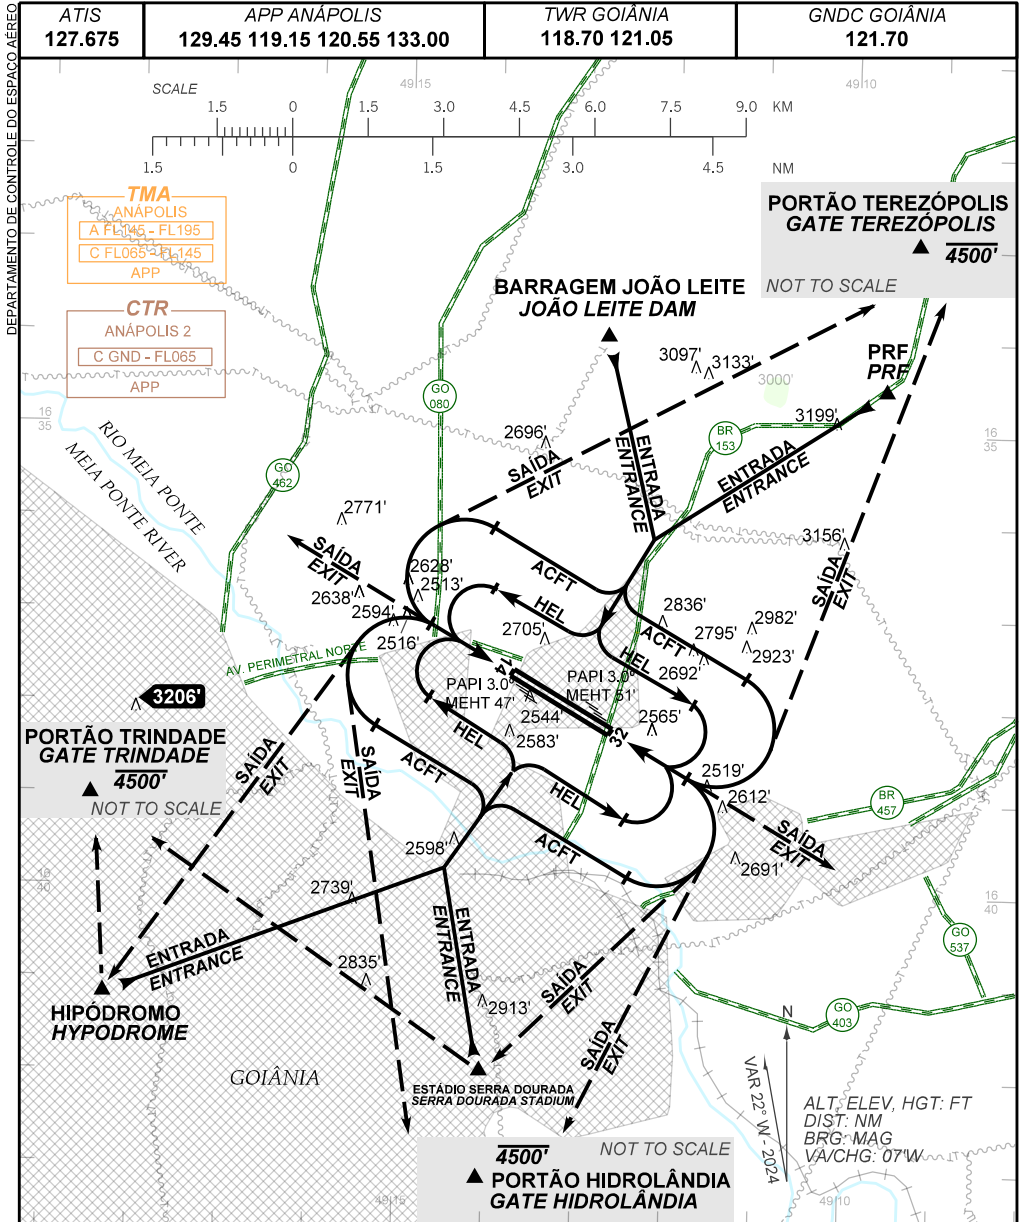 DEPARTAMENTO DE CONTROLE DO ESPAÇO AÉREO
ATIS
127.675
APP ANÁPOLIS
129.45 119.15 120.55 133.00
TWR GOIÂNIA
118.70 121.05
GNDC GOIÂNIA
121.70
49 15
49 10
SCALE
1.5 0 1.5 3.0 4.5 6.0 7.5 9.0 KM
1.5 0 1.5 3.0 4.5 NM
TMA
ANÁPOLIS
A FL145 - FL195
C FL065 - FL145
APP
CTR
ANÁPOLIS 2
C GND - FL065
APP
PORTÃO TEREZÓPOLIS
GATE TEREZÓPOLIS
4500'
NOT TO SCALE
BARRAGEM JOÃO LEITE
JOÃO LEITE DAM
3097'
3133'
3000'
PRF
PRF
3199'
GO
080
BR
153
16
35
16
35
2696'
SAÍDA
EXIT
ENTRADA
ENTRANCE
ENTRADA
ENTRANCE
RIO MEIA PONTE
MEIA PONTE RIVER
GO
462
2771'
3156'
SAÍDA
EXIT
SAÍDA
EXIT
2628'
2513'
2638'
2594'
2516'
ACFT
HEL
2705'
2836'
2795'
2982'
2923'
ACFT
HEL
2692'
AV. PERIMETRAL NORTE
14
PAPI 3.0°
MEHT 47'
PAPI 3.0°
MEHT 51'
2544'
2583'
2565'
32
3206'
PORTÃO TRINDADE
GATE TRINDADE
4500'
NOT TO SCALE
SAÍDA
EXIT
SAÍDA
EXIT
ACFT
HEL
HEL
ACFT
2519'
2612'
2691'
SAÍDA
EXIT
BR
457
2598'
2739'
16
40
16
40
ENTRADA
ENTRANCE
ENTRADA
ENTRANCE
2835'
2913'
SAÍDA
EXIT
SAÍDA
EXIT
GO
537
GO
403
HIPÓDROMO
HYPODROME
GOIÂNIA
ESTÁDIO SERRA DOURADA
SERRA DOURADA STADIUM
N
VAR 22° W - 2024
ALT, ELEV, HGT: FT
DIST: NM
BRG: MAG
VA/CHG: 07'W
4500'
NOT TO SCALE
PORTÃO HIDROLÂNDIA
GATE HIDROLÂNDIA
49 15
49 10